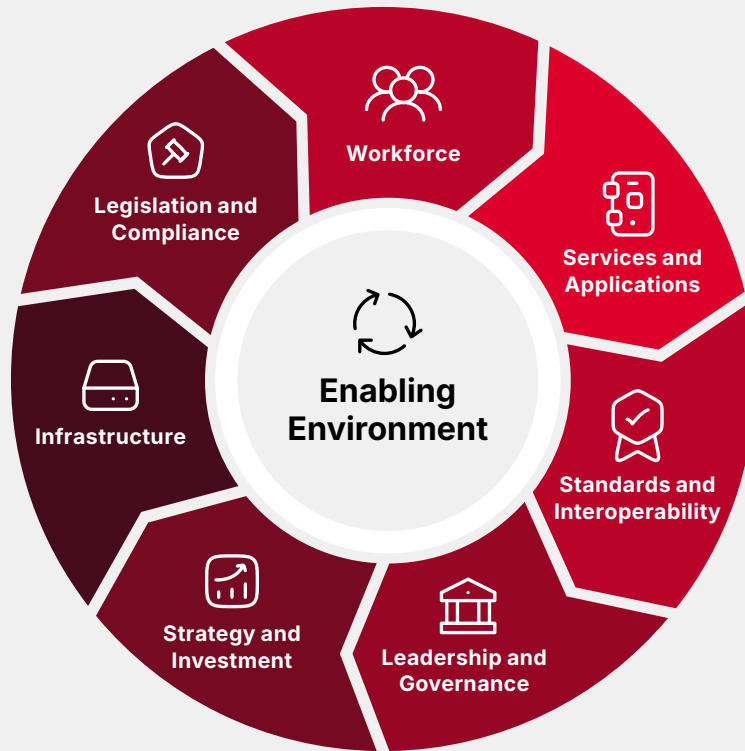 Workforce
Services and
Applications
Standards and
Interoperability
Leadership and
Governance
Strategy and
Investment
Infrastructure
Legislation and
Compliance
Enabling
Environment